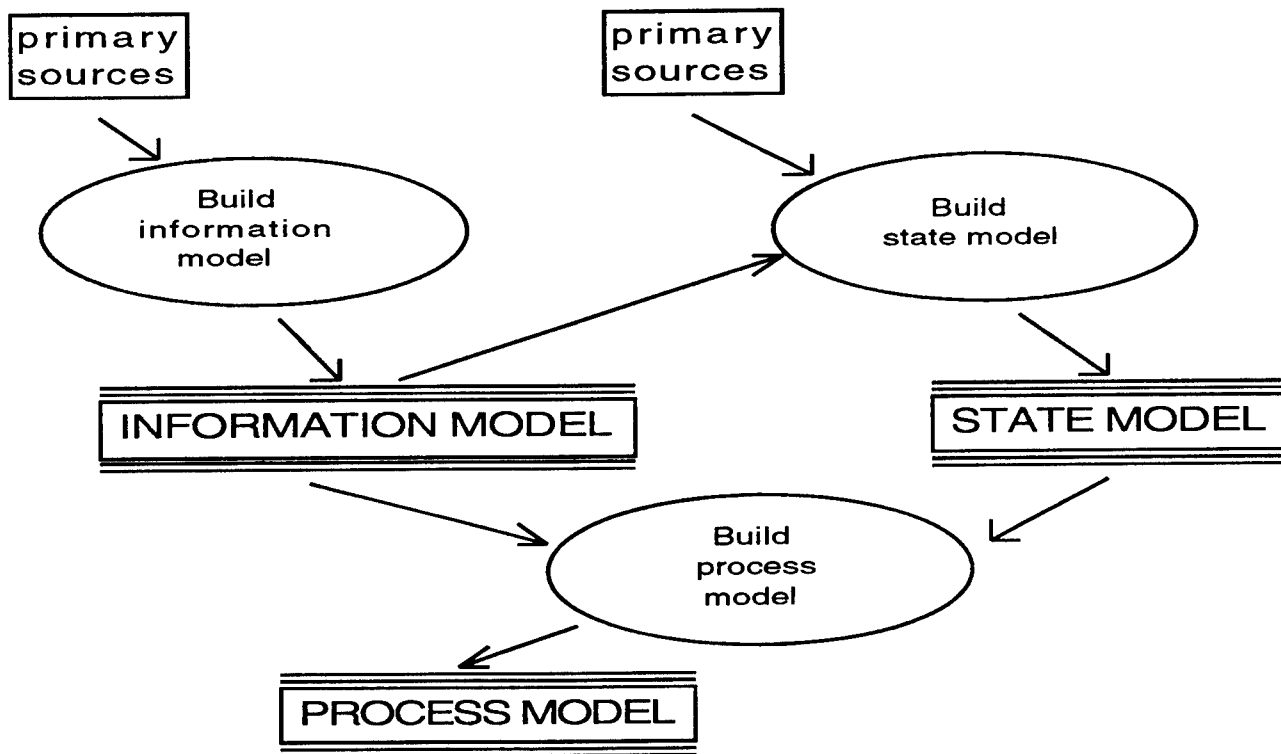 primary
sources
primary
sources
Build
information
model
Build
state model
INFORMATION MODEL
STATE MODEL
Build
process
model
PROCESS MODEL